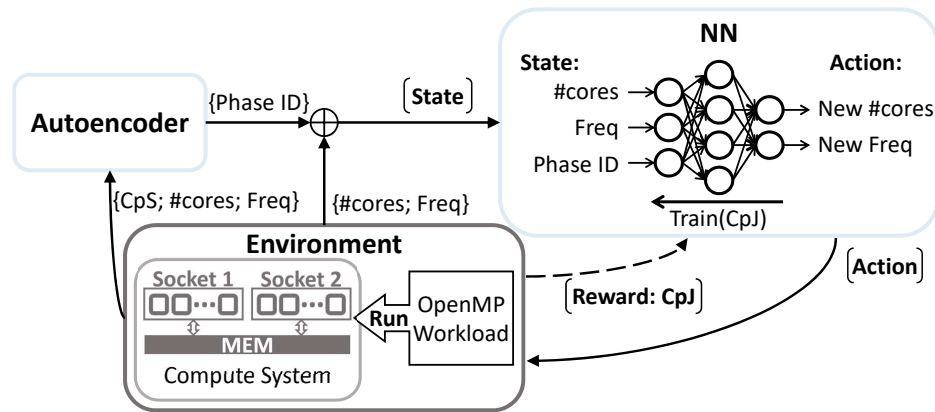 NN
State:
Action:
#cores
Freq
Phase ID
New #cores
New Freq
Train(CpJ)
Autoencoder
{Phase ID}
[State]
{CpS; #cores; Freq}
{#cores; Freq}
Environment
Socket 1
Socket 2
...
...
MEM
Compute System
Run
OpenMP
Workload
[Reward: CpJ]
[Action]